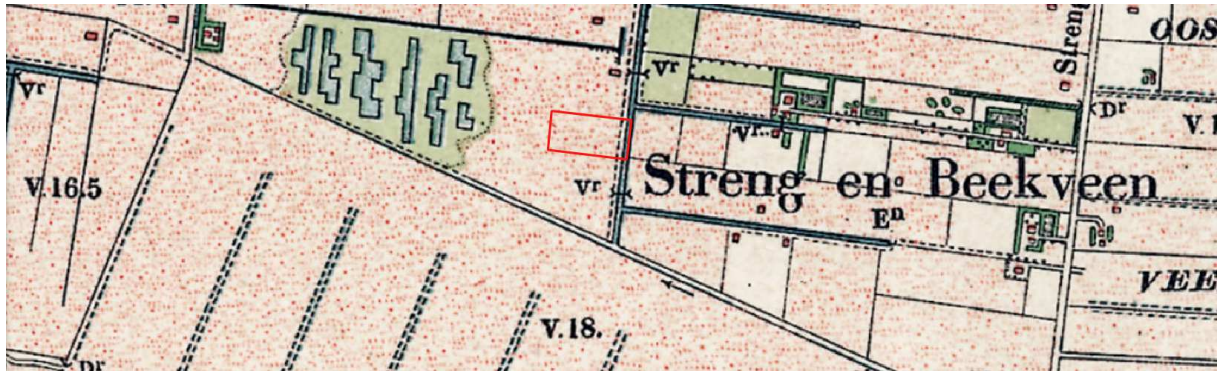 Streng
OOS
Vr
Vr
Dr
V. 1
Vr
V.16.5
Vr
Streng en Beekveen
En
VEE
V.18.
Dr